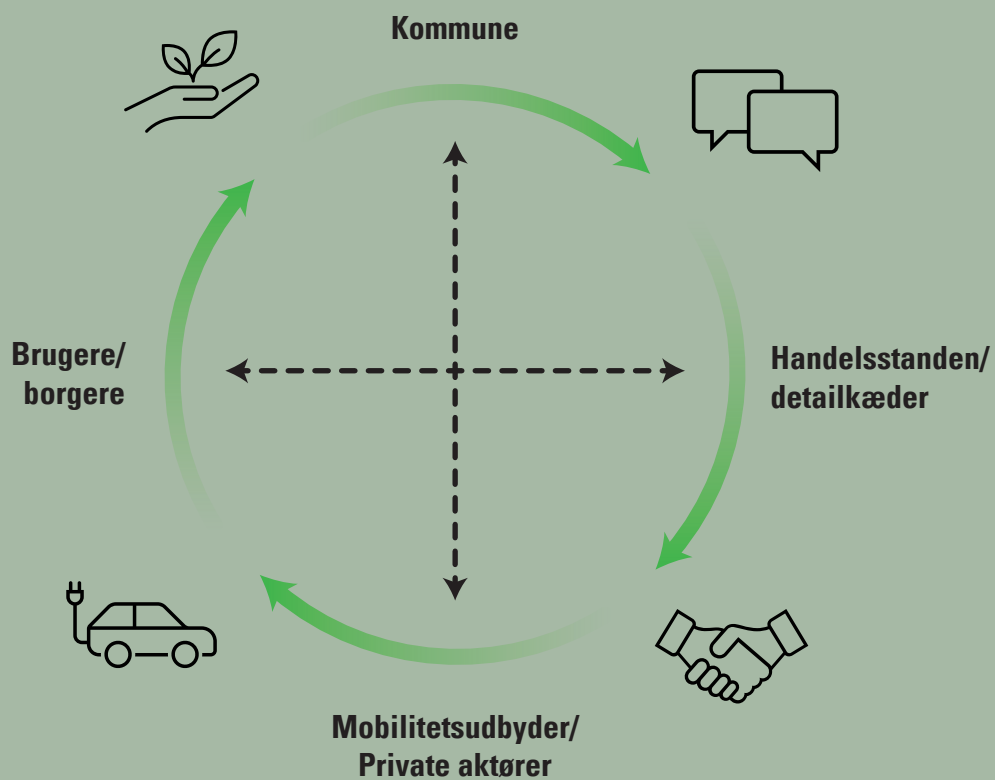 Kommune
Brugere/
borgere
Handelsstanden/
detailkæder
Mobilitetsudbyder/
Private aktører